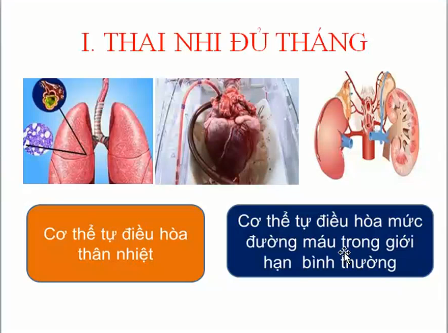 I. THAI NHI ĐỦ THÁNG
Cơ thể tự điều hòa
thân nhiệt
Cơ thể tự điều hòa mức
đường máu trong giới
hạn bình thường